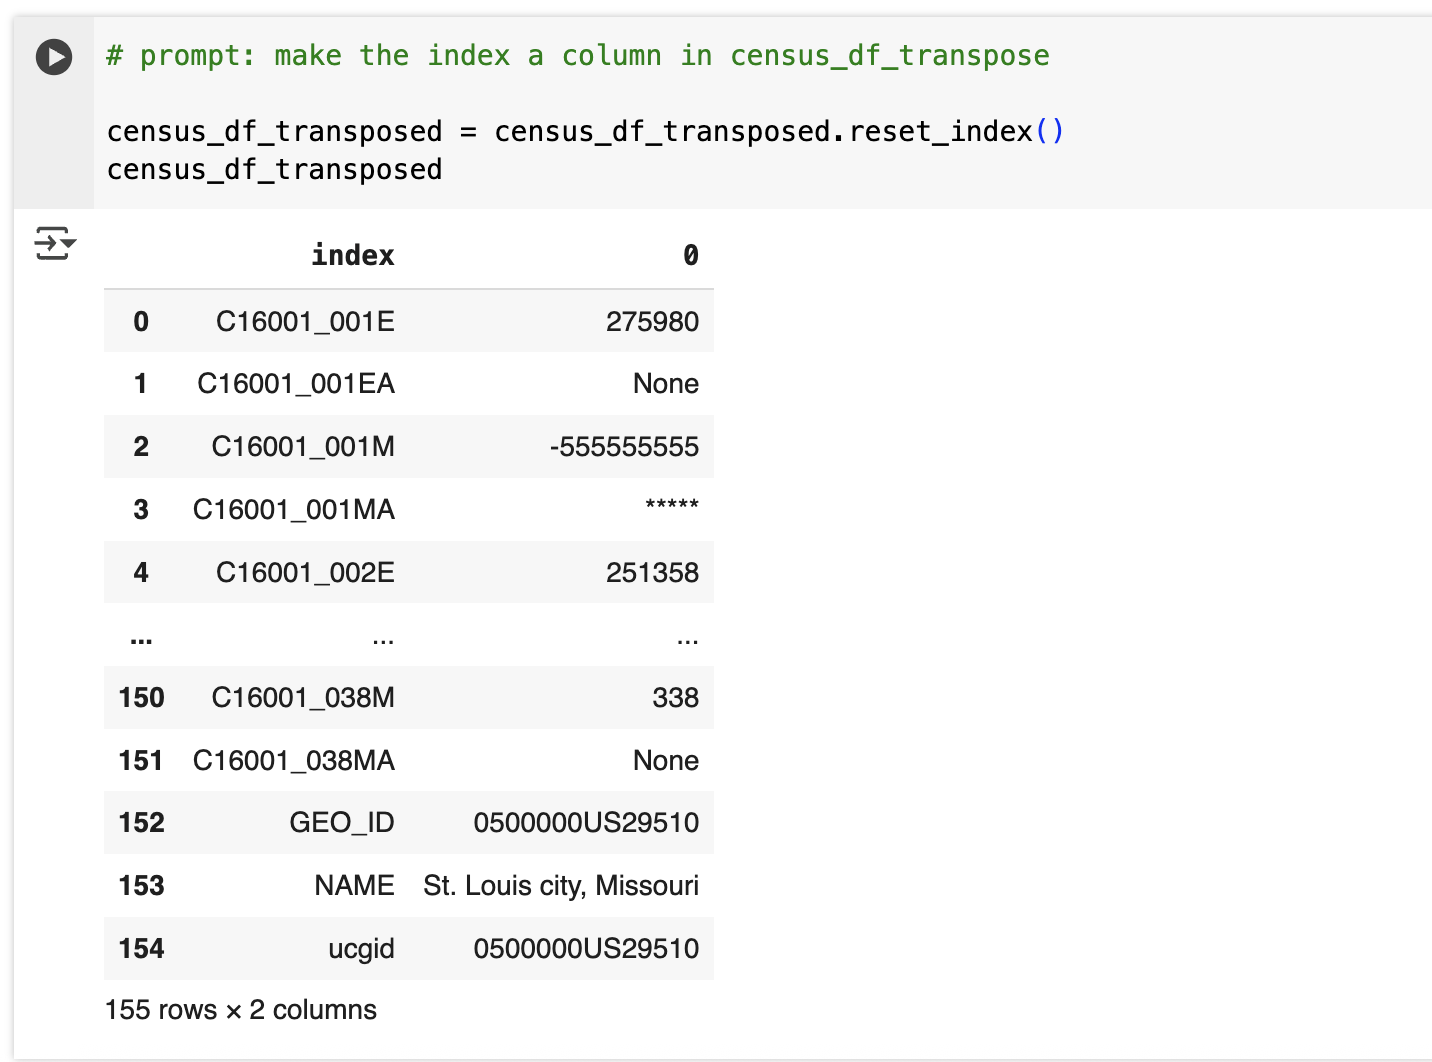 # prompt: make the index a column in census_df_transpose
census_df_transposed = census_df_transposed.reset_index()
census_df_transposed
index 0
0 C16001_001E 275980
1 C16001_001EA None
2 C16001_001M -555555555
3 C16001_001MA *****
4 C16001_002E 251358
... ... ...
150 C16001_038M 338
151 C16001_038MA None
152 GEO_ID 0500000US29510
153 NAME St. Louis city, Missouri
154 ucgid 0500000US29510
155 rows × 2 columns